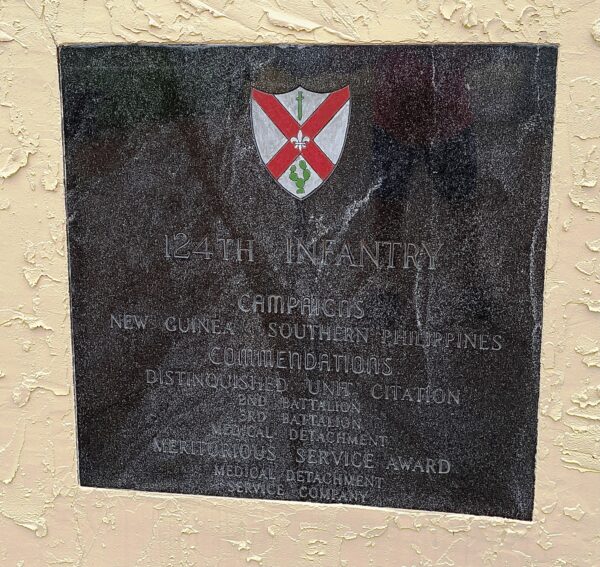 124TH INFANTRY
CAMPAIGNS
NEW GUINEA SOUTHERN PHILIPPINES
COMMENDATIONS
DISTINQUISHED UNIT CITATION
2ND BATTALION
3RD BATTALION
MEDICAL DETACHMENT
MERITORIOUS SERVICE AWARD
MEDICAL DETACHMENT
SERVICE COMPANY